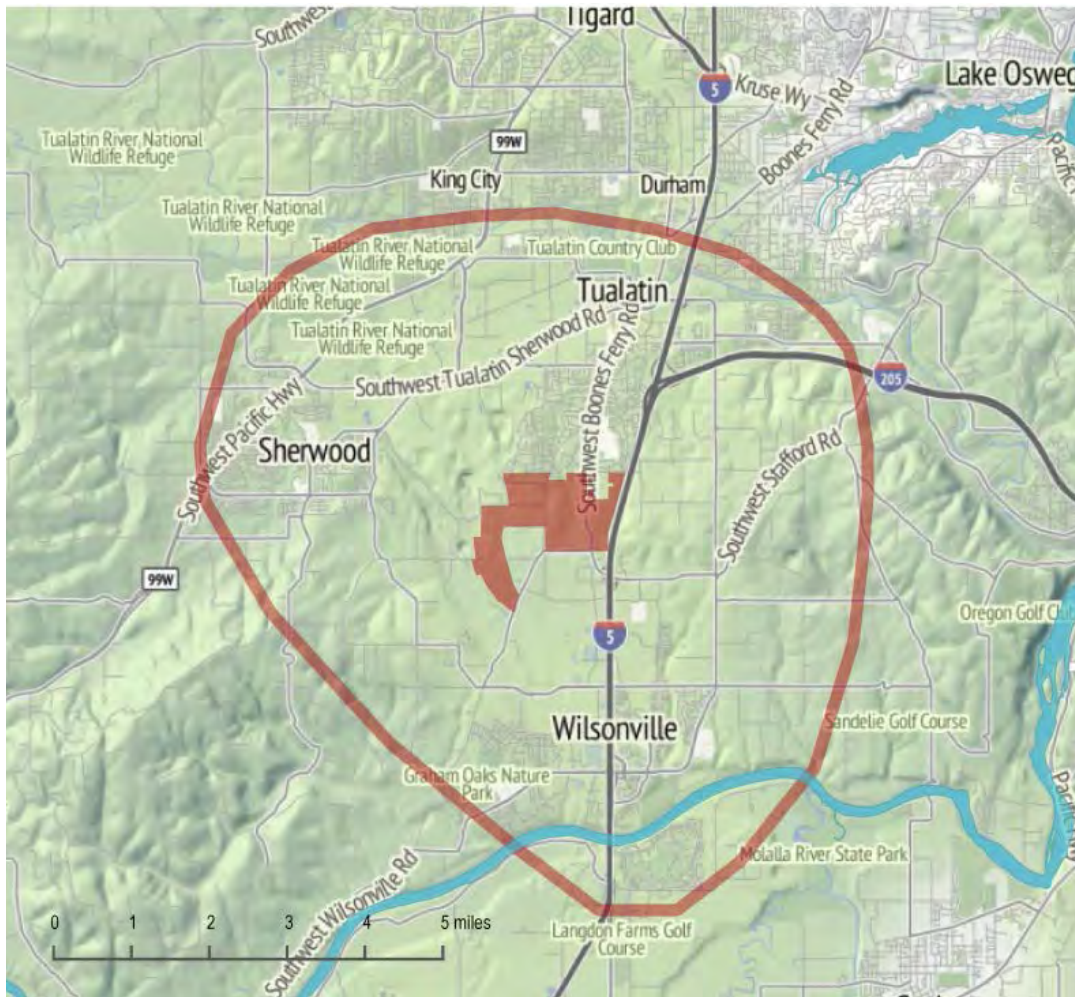 Southwest
Tigard
5
Kruse Wy
Lake Osweg
Boones Ferry Rd
Tualatin River National
Wildlife Refuge
99W
King City
Durham
Pacific
Tualatin River National
Wildlife Refuge
Tualatin River National
Wildlife Refuge
Tualatin Country Club
Tualatin River National
Wildlife Refuge
Tualatin
Tualatin River National
Wildlife Refuge
Southwest Tualatin Sherwood Rd
Southwest Boones Ferry Rd
205
Southwest Pacific Hwy
Sherwood
Southwest Stafford Rd
99W
Oregon Golf Club
5
Wilsonville
Sandelie Golf Course
Graham Oaks Nature
Park
Molalla River State Park
Southwest Wilsonville Rd
0 1 2 3 4 5 miles
Langdon Farms Golf
Course